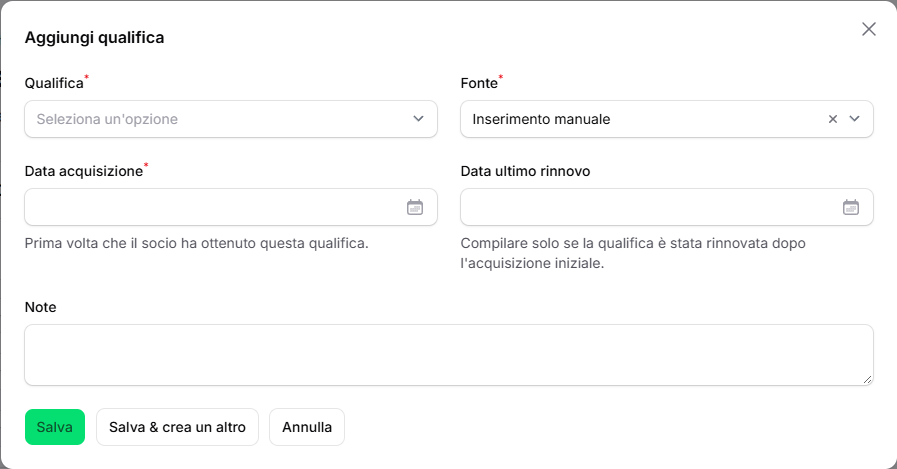 Aggiungi qualifica
Qualifica*
Fonte*
Seleziona un'opzione
Inserimento manuale
Data acquisizione*
Data ultimo rinnovo
Prima volta che il socio ha ottenuto questa qualifica.
Compilare solo se la qualifica è stata rinnovata dopo
l'acquisizione iniziale.
Note
Salva
Salva & crea un altro
Annulla